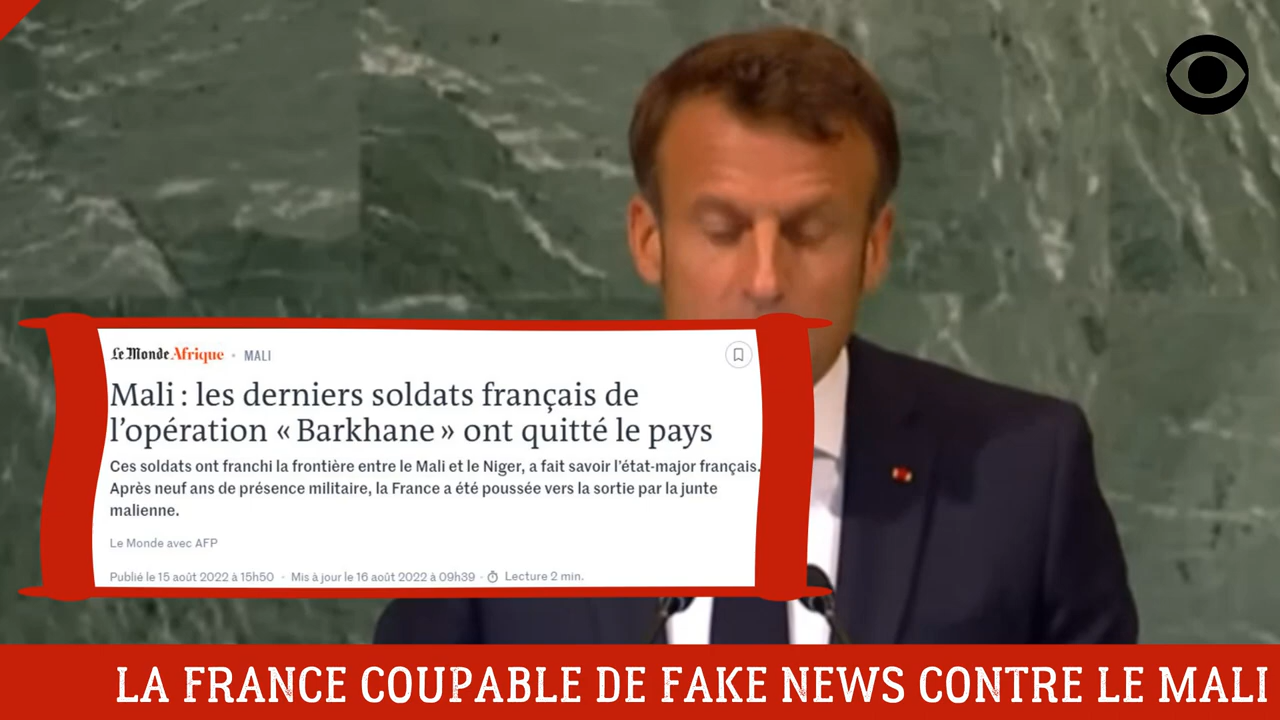 Le Monde Afrique • MALI
Mali : les derniers soldats français de
l'opération « Barkhane » ont quitté le pays
Ces soldats ont franchi la frontière entre le Mali et le Niger, a fait savoir l'état-major français.
Après neuf ans de présence militaire, la France a été poussée vers la sortie par la junte
malienne.
Le Monde avec AFP
Publié le 15 août 2022 à 15h50 • Mis à jour le 16 août 2022 à 09h39 • Lecture 2 min.
LA FRANCE COUPABLE DE FAKE NEWS CONTRE LE MALI